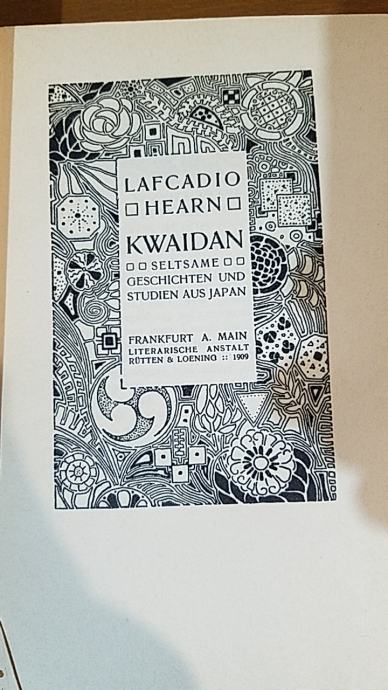 LAFCADIO
□ HEARN □
KWAIDAN
□ □ SELTSAME □ □
GESCHICHTEN UND
STUDIEN AUS JAPAN
FRANKFURT A. MAIN
LITERARISCHE ANSTALT
RÜTTEN & LOENING :: 1909